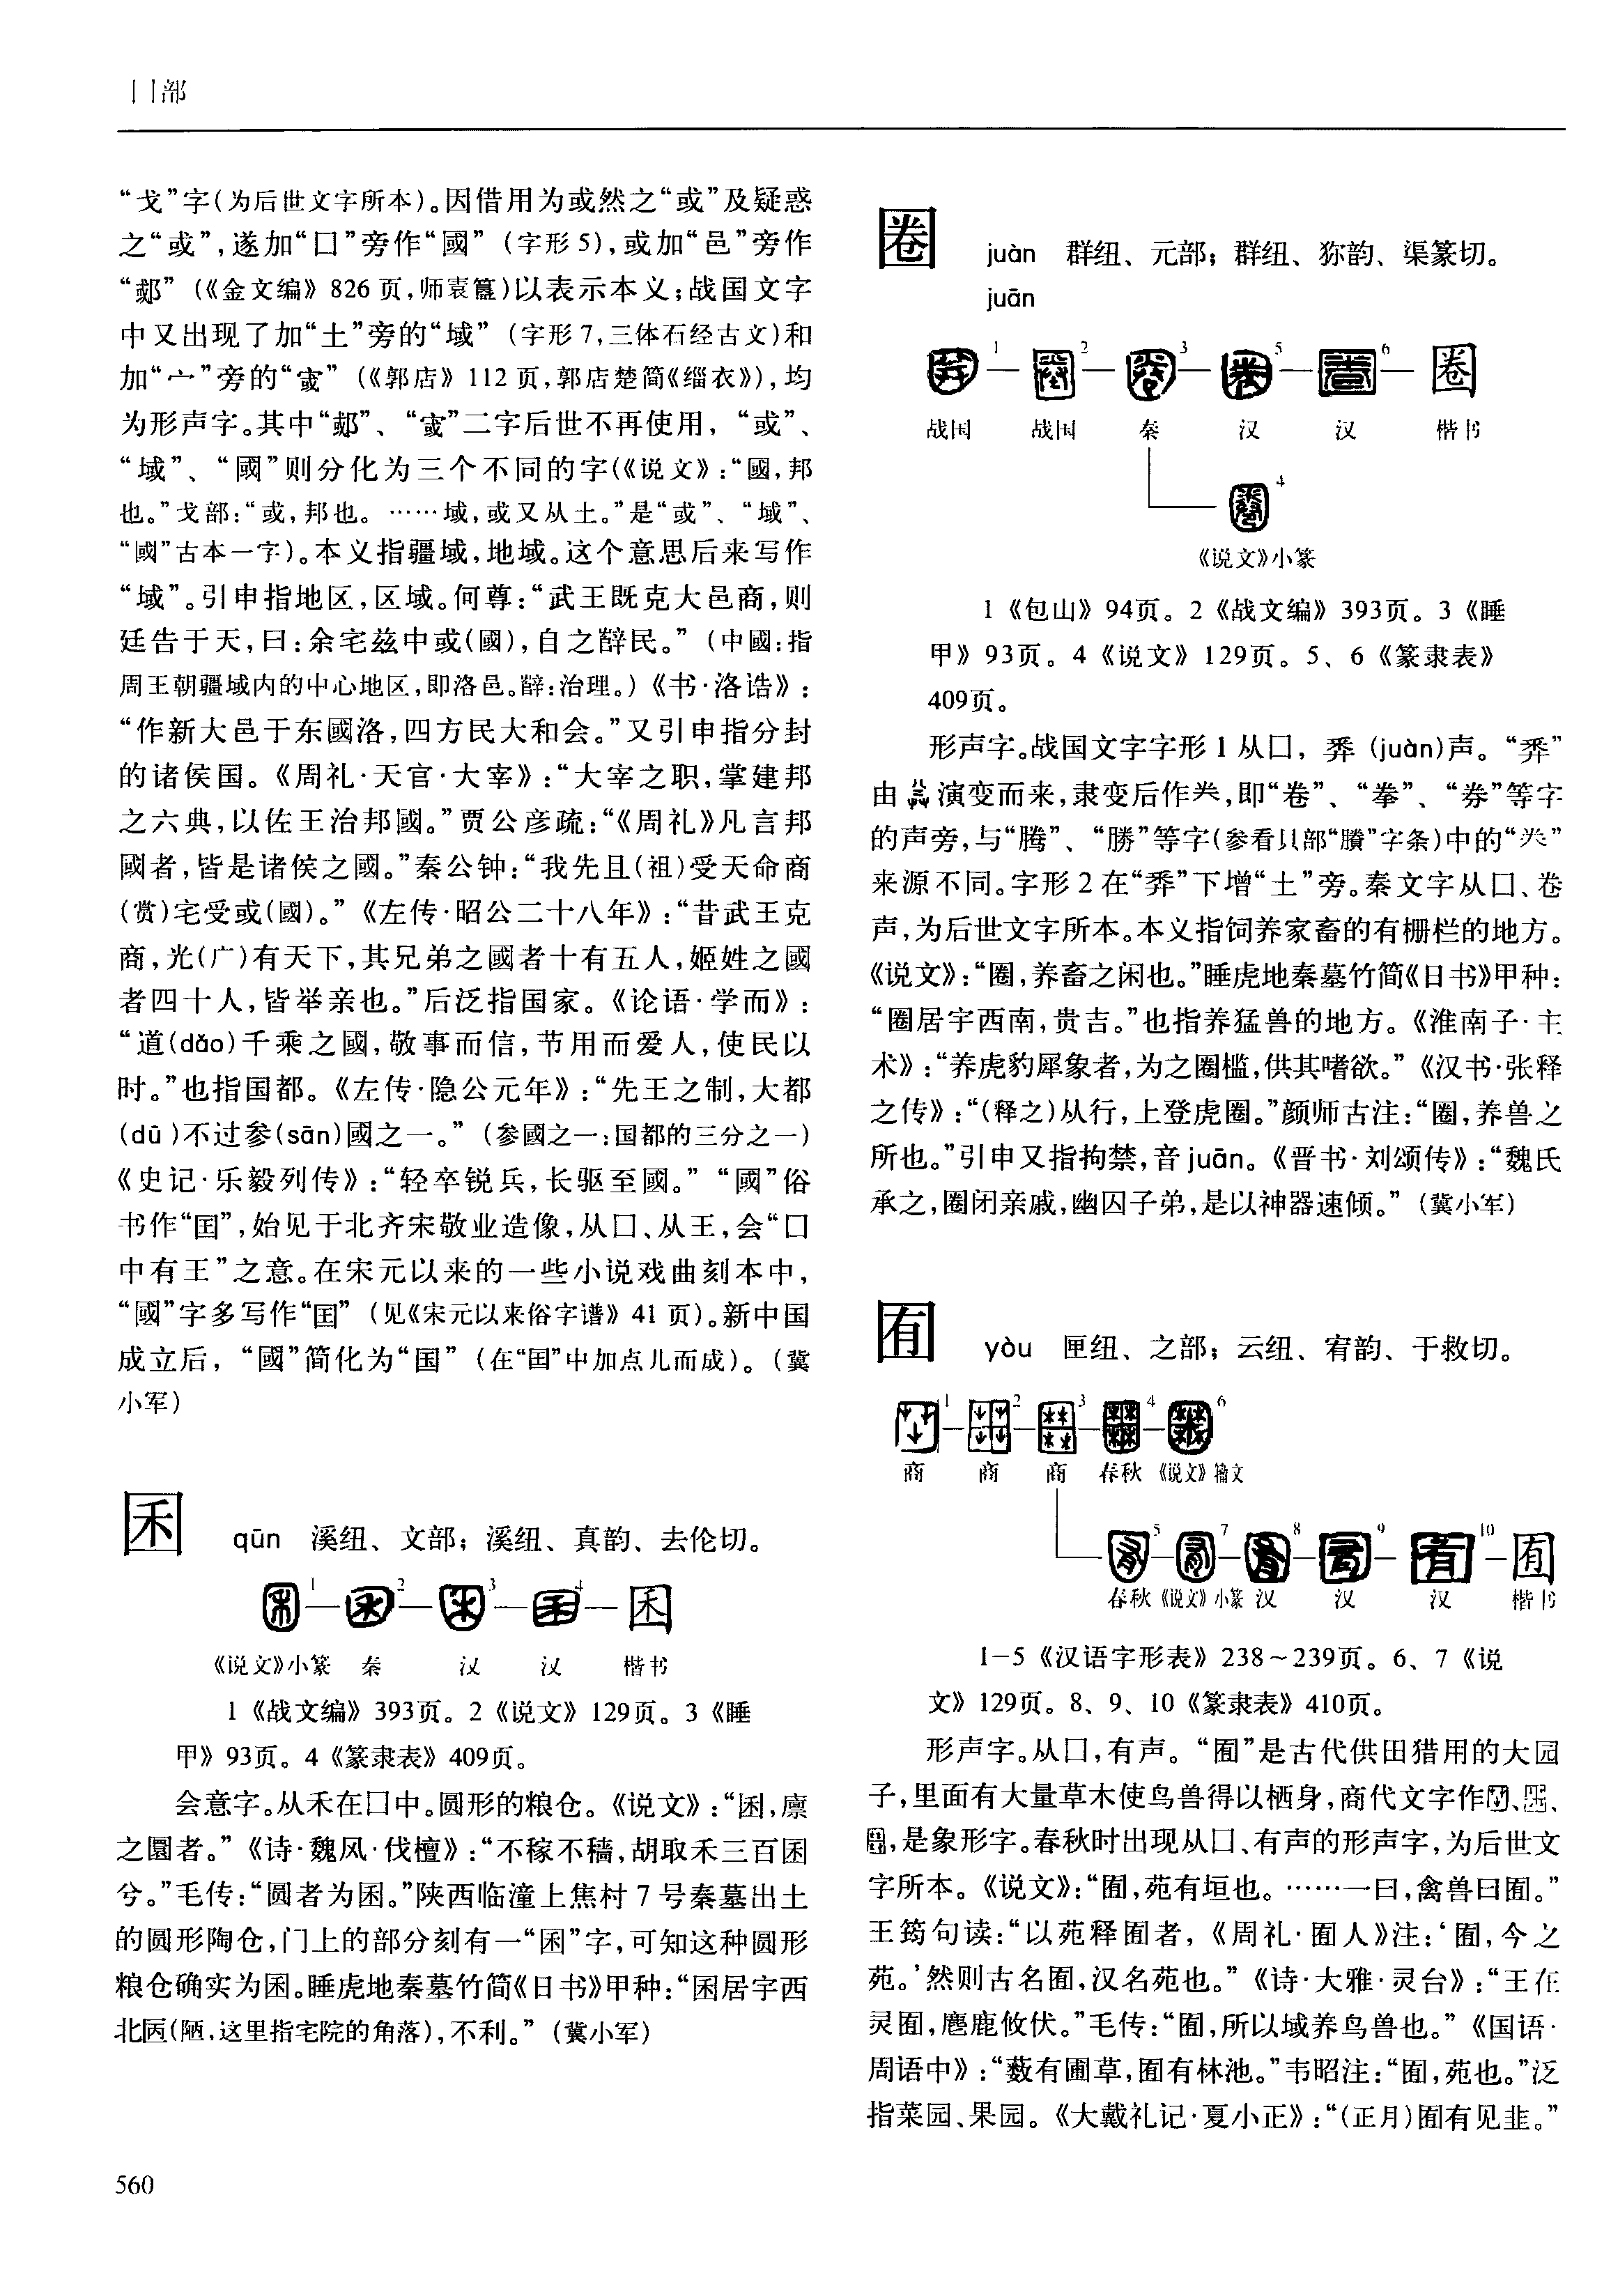 囗部
“戈”字(为后世文字所本)。因借用为或然之“或”及疑惑
之“或”,遂加“囗”旁作“國”(字形5),或加“邑”旁作
“䣈”(《金文编》826页,师㝨簋)以表示本义;战国文字
中又出现了加“土”旁的“域”(字形7,三体石经古文)和
加“宀”旁的“㦽”(《郭店》112页,郭店楚简《缁衣》),均
为形声字。其中“䣈”、“㦽”二字后世不再使用,“或”、
“域”、“國”则分化为三个不同的字(《说文》:“國,邦
也。”戈部:“或,邦也。……域,或又从土。”是“或”、“域”、
“國”古本一字)。本义指疆域,地域。这个意思后来写作
“域”。引申指地区,区域。何尊:“武王既克大邑商,则
廷告于天,曰:余宅兹中或(國),自之辥民。”(中國:指
周王朝疆域内的中心地区,即洛邑。辥:治理。)《书·洛诰》:
“作新大邑于东國洛,四方民大和会。”又引申指分封
的诸侯国。《周礼·天官·大宰》:“大宰之职,掌建邦
之六典,以佐王治邦國。”贾公彦疏:“《周礼》凡言邦
國者,皆是诸侯之國。”秦公钟:“我先且(祖)受天命商
(赏)宅受或(國)。”《左传·昭公二十八年》:“昔武王克
商,光(广)有天下,其兄弟之國者十有五人,姬姓之國
者四十人,皆举亲也。”后泛指国家。《论语·学而》:
“道(dǎo)千乘之國,敬事而信,节用而爱人,使民以
时。”也指国都。《左传·隐公元年》:“先王之制,大都
(dū)不过参(sān)國之一。”(参國之一:国都的三分之一)
《史记·乐毅列传》:“轻卒锐兵,长驱至國。”“國”俗
书作“囯”,始见于北齐宋敬业造像,从囗、从王,会“囗
中有王”之意。在宋元以来的一些小说戏曲刻本中,
“國”字多写作“囯”(见《宋元以来俗字谱》41页)。新中国
成立后,“國”简化为“国”(在“囯”中加点儿而成)。(冀
小军)
囷 qūn 溪纽、文部;溪纽、真韵、去伦切。
1 2 3 4 囷
《说文》小篆 秦 汉 汉 楷书
1《战文编》393页。2《说文》129页。3《睡
甲》93页。4《篆隶表》409页。
会意字。从禾在囗中。圆形的粮仓。《说文》:“囷,廪
之圜者。”《诗·魏风·伐檀》:“不稼不穑,胡取禾三百囷
兮。”毛传:“圆者为囷。”陕西临潼上焦村7号秦墓出土
的圆形陶仓,门上的部分刻有一“囷”字,可知这种圆形
粮仓确实为囷。睡虎地秦墓竹简《日书》甲种:“囷居宇西
北(陋,这里指宅院的角落),不利。”(冀小军)
圈 juàn 群纽、元部;群纽、狝韵、渠篆切。
juān
1 2 3 5 6 圈
战国 战国 秦 汉 汉 楷书
4
《说文》小篆
1《包山》94页。2《战文编》393页。3《睡
甲》93页。4《说文》129页。5、6《篆隶表》
409页。
形声字。战国文字字形1从囗,(juàn)声。“”
由演变而来,隶变后作龹,即“卷”、“拳”、“券”等字
的声旁,与“腾”、“勝”等字(参看贝部“賸”字条)中的“”
来源不同。字形2在“”下增“土”旁。秦文字从囗、卷
声,为后世文字所本。本义指饲养家畜的有栅栏的地方。
《说文》:“圈,养畜之闲也。”睡虎地秦墓竹简《日书》甲种:
“圈居宇西南,贵吉。”也指养猛兽的地方。《淮南子·主
术》:“养虎豹犀象者,为之圈槛,供其嗜欲。”《汉书·张释
之传》:“(释之)从行,上登虎圈。”颜师古注:“圈,养兽之
所也。”引申又指拘禁,音juān。《晋书·刘颂传》:“魏氏
承之,圈闭亲戚,幽囚子弟,是以神器速倾。”(冀小军)
囿 yòu 匣纽、之部;云纽、宥韵、于救切。
1 2 3 4 6
商 商 商 春秋 《说文》籀文
5 7 8 9 10 囿
春秋 《说文》小篆 汉 汉 汉 楷书
1-5《汉语字形表》238~239页。6、7《说
文》129页。8、9、10《篆隶表》410页。
形声字。从囗,有声。“囿”是古代供田猎用的大园
子,里面有大量草木使鸟兽得以栖身,商代文字作、、
,是象形字。春秋时出现从囗、有声的形声字,为后世文
字所本。《说文》:“囿,苑有垣也。……一曰,禽兽曰囿。”
王筠句读:“以苑释囿者,《周礼·囿人》注:‘囿,今之
苑。’然则古名囿,汉名苑也。”《诗·大雅·灵台》:“王在
灵囿,麀鹿攸伏。”毛传:“囿,所以域养鸟兽也。”《国语·
周语中》:“薮有圃草,囿有林池。”韦昭注:“囿,苑也。”泛
指菜园、果园。《大戴礼记·夏小正》:“(正月)囿有见韭。”
560